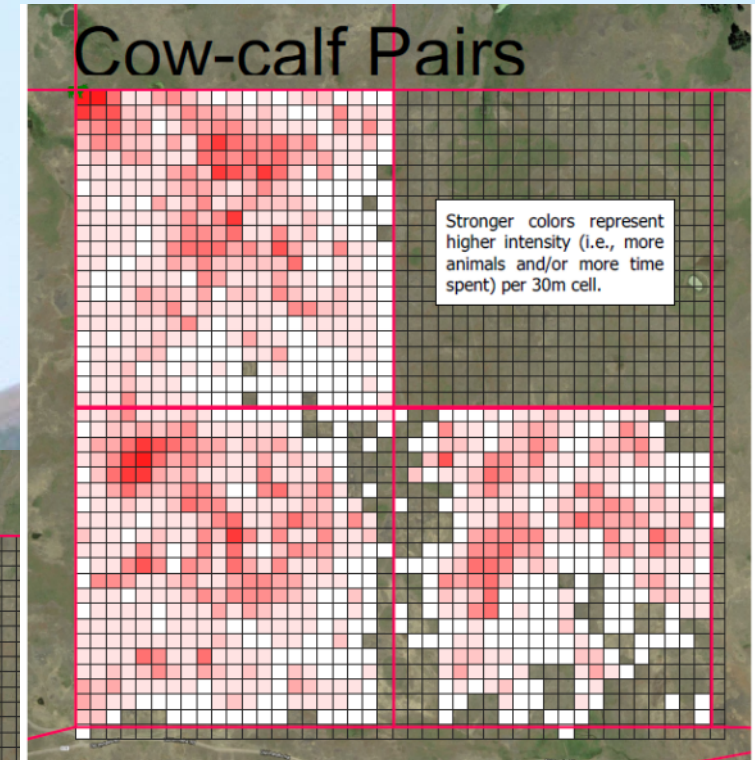 Cow-calf Pairs
Stronger colors represent
higher intensity (i.e., more
animals and/or more time
spent) per 30m cell.